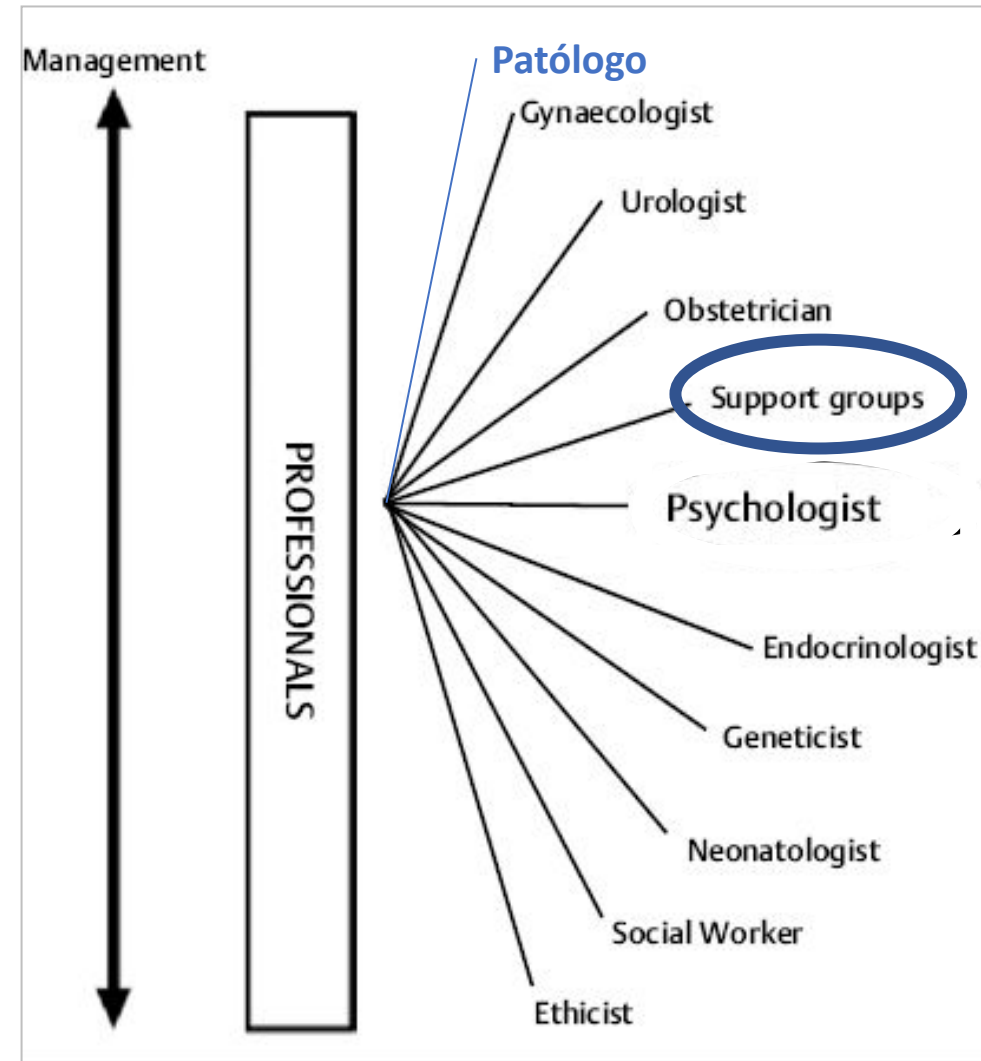 Management
Patólogo
Gynaecologist
Urologist
Obstetrician
Support groups
PROFESSIONALS
Psychologist
Endocrinologist
Geneticist
Neonatologist
Social Worker
Ethicist